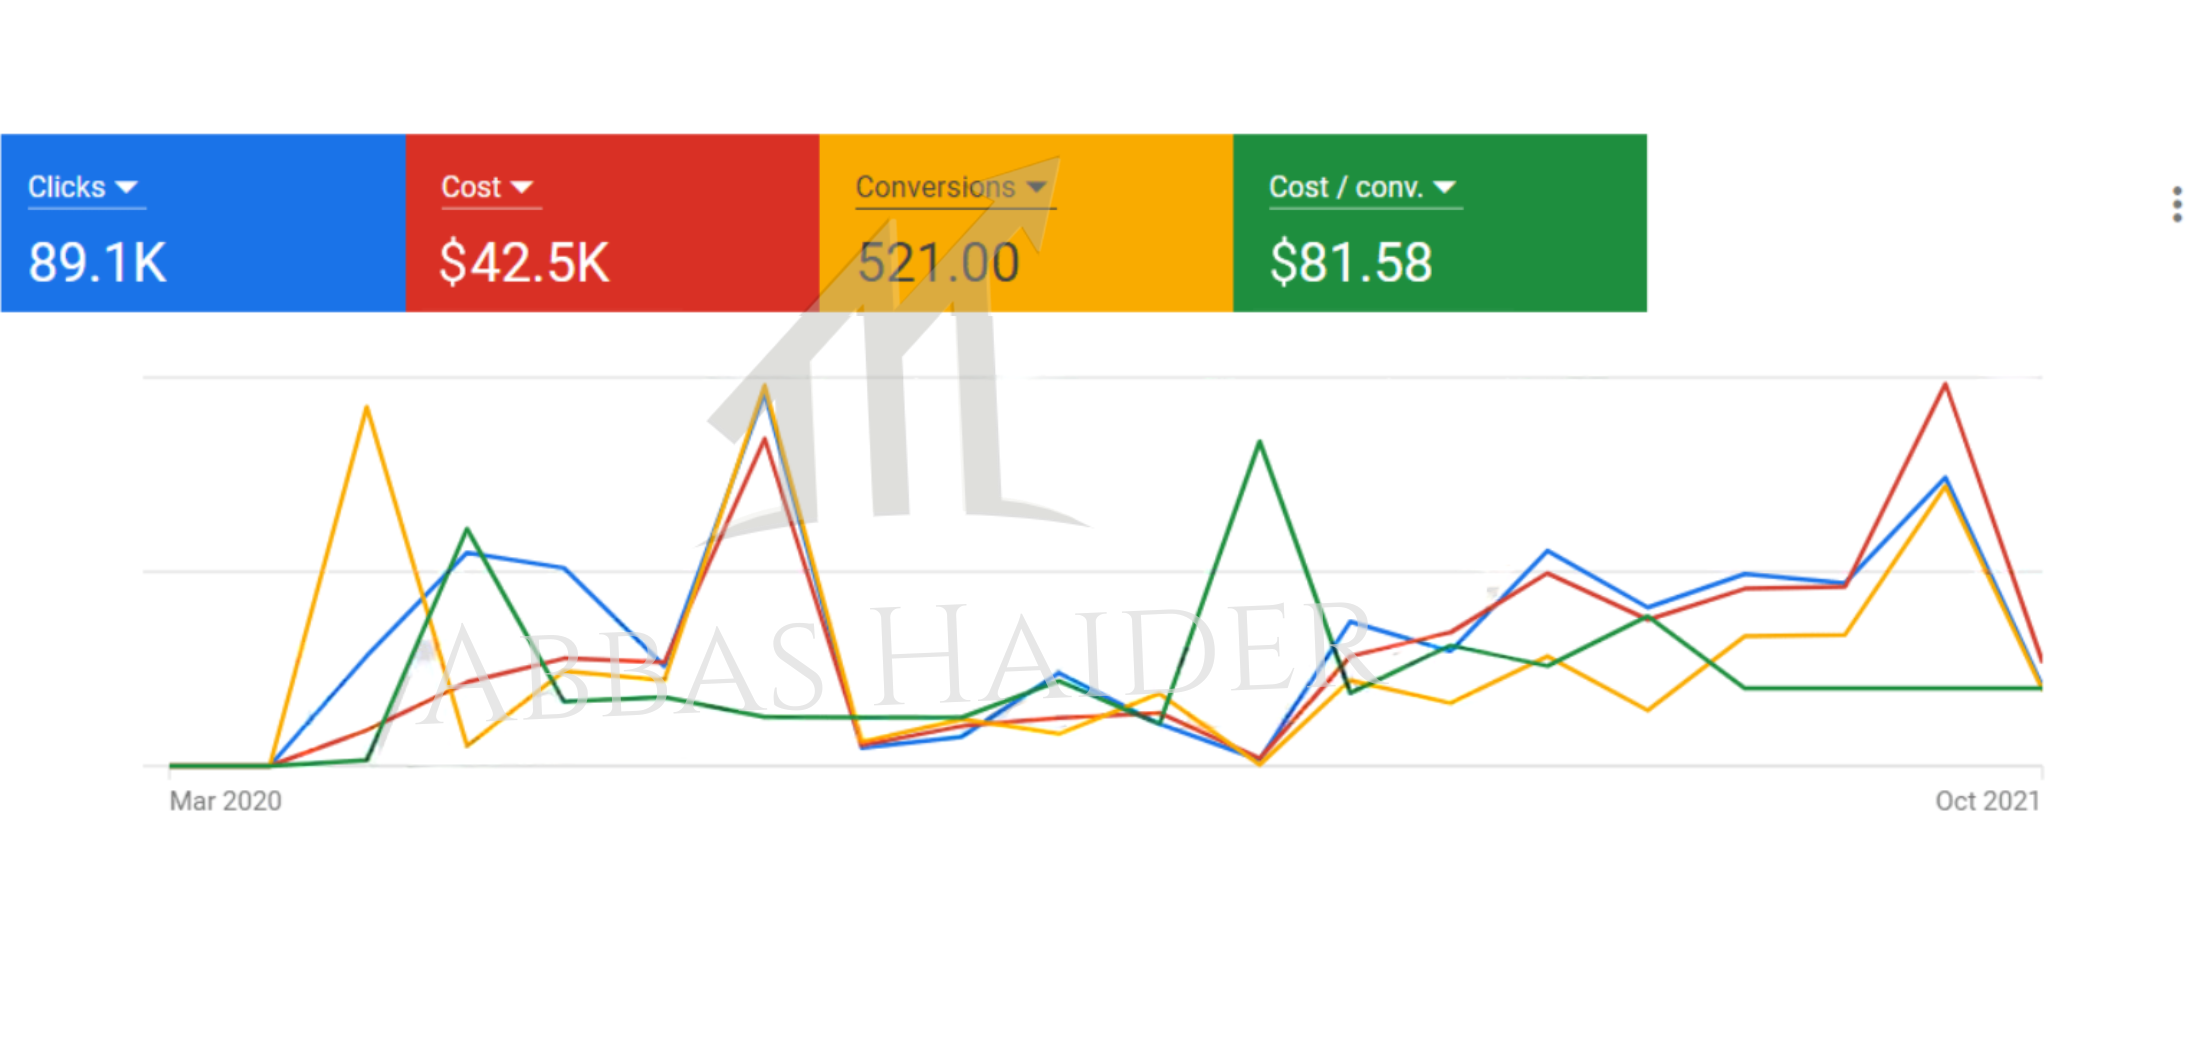 Clicks
89.1K
Cost
$42.5K
Conversions
521.00
Cost / conv.
$81.58
ABBAS HAIDER
Mar 2020
Oct 2021